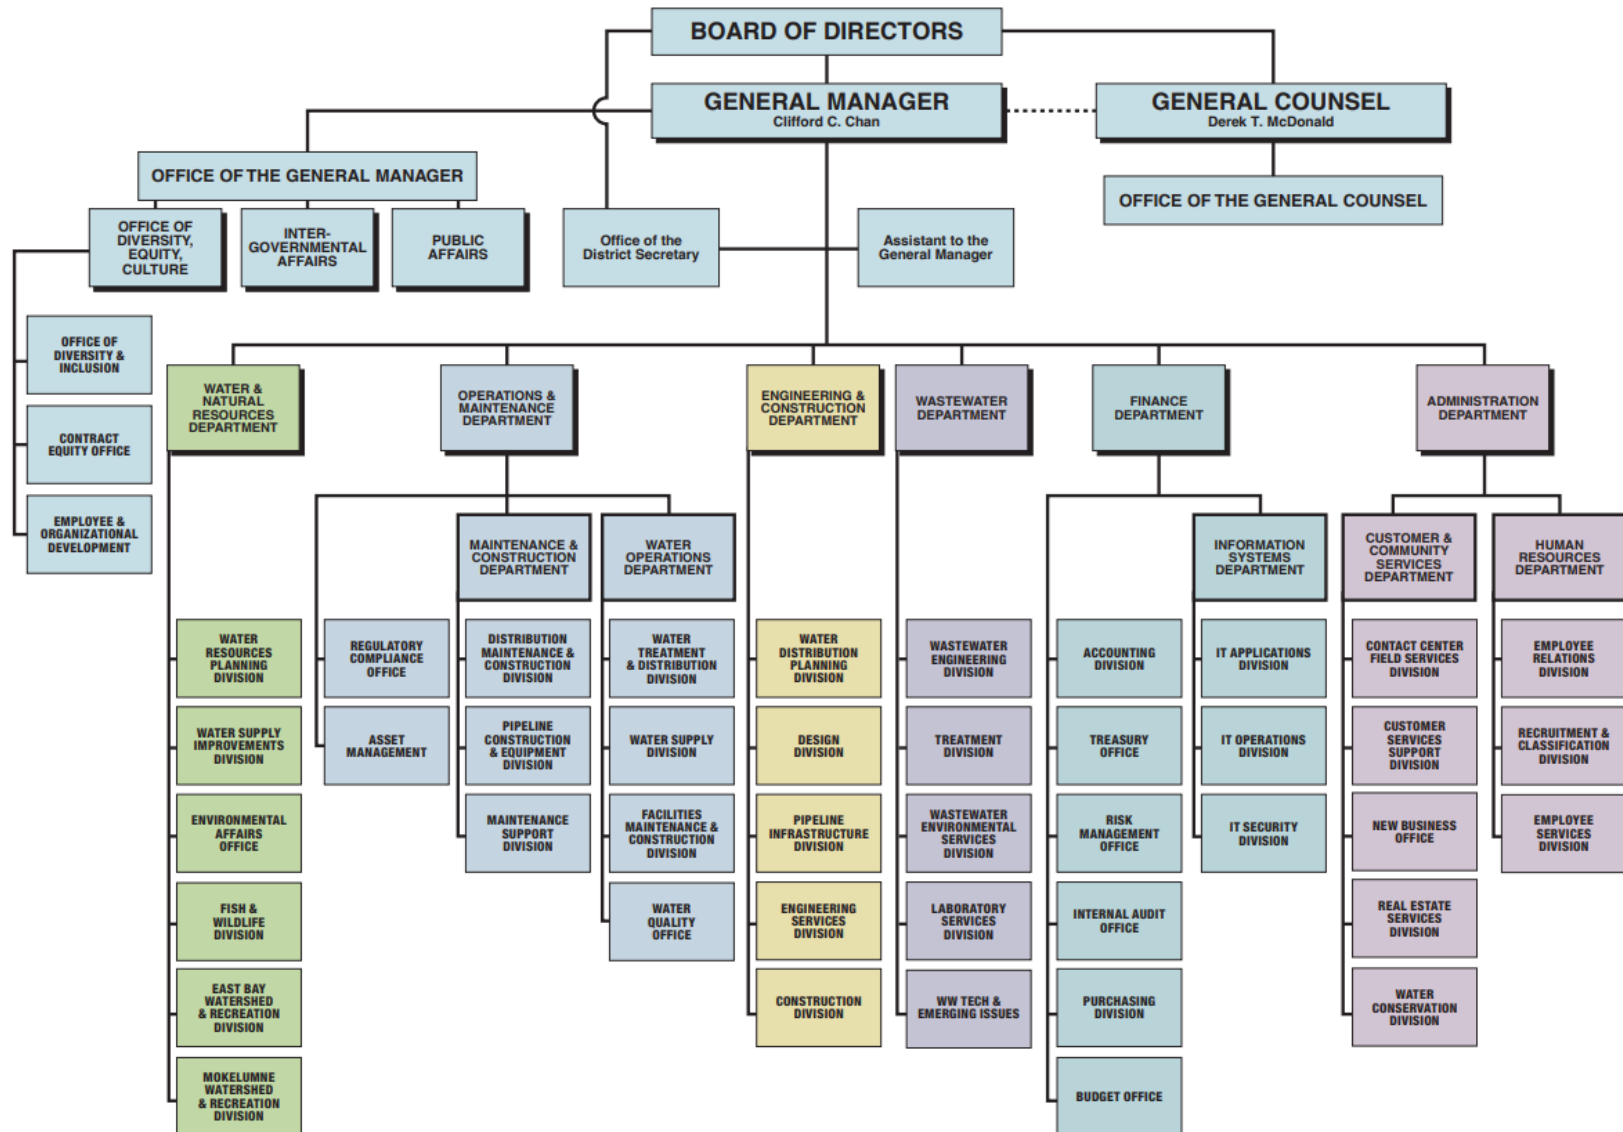 BOARD OF DIRECTORS
GENERAL MANAGER
Clifford C. Chan
GENERAL COUNSEL
Derek T. McDonald
OFFICE OF THE GENERAL MANAGER
OFFICE OF THE GENERAL COUNSEL
OFFICE OF
DIVERSITY,
EQUITY,
CULTURE
INTER-
GOVERNMENTAL
AFFAIRS
PUBLIC
AFFAIRS
Office of the
District Secretary
Assistant to the
General Manager
OFFICE OF
DIVERSITY &
INCLUSION
CONTRACT
EQUITY OFFICE
EMPLOYEE &
ORGANIZATIONAL
DEVELOPMENT
WATER &
NATURAL
RESOURCES
DEPARTMENT
OPERATIONS &
MAINTENANCE
DEPARTMENT
ENGINEERING &
CONSTRUCTION
DEPARTMENT
WASTEWATER
DEPARTMENT
FINANCE
DEPARTMENT
ADMINISTRATION
DEPARTMENT
MAINTENANCE &
CONSTRUCTION
DEPARTMENT
WATER
OPERATIONS
DEPARTMENT
INFORMATION
SYSTEMS
DEPARTMENT
CUSTOMER &
COMMUNITY
SERVICES
DEPARTMENT
HUMAN
RESOURCES
DEPARTMENT
WATER
RESOURCES
PLANNING
DIVISION
WATER SUPPLY
IMPROVEMENTS
DIVISION
ENVIRONMENTAL
AFFAIRS
OFFICE
FISH &
WILDLIFE
DIVISION
EAST BAY
WATERSHED
& RECREATION
DIVISION
MOKELUMNE
WATERSHED
& RECREATION
DIVISION
REGULATORY
COMPLIANCE
OFFICE
ASSET
MANAGEMENT
DISTRIBUTION
MAINTENANCE &
CONSTRUCTION
DIVISION
PIPELINE
CONSTRUCTION
& EQUIPMENT
DIVISION
MAINTENANCE
SUPPORT
DIVISION
WATER
TREATMENT
& DISTRIBUTION
DIVISION
WATER SUPPLY
DIVISION
FACILITIES
MAINTENANCE &
CONSTRUCTION
DIVISION
WATER
QUALITY
OFFICE
WATER
DISTRIBUTION
PLANNING
DIVISION
DESIGN
DIVISION
PIPELINE
INFRASTRUCTURE
DIVISION
ENGINEERING
SERVICES
DIVISION
CONSTRUCTION
DIVISION
WASTEWATER
ENGINEERING
DIVISION
TREATMENT
DIVISION
WASTEWATER
ENVIRONMENTAL
SERVICES
DIVISION
LABORATORY
SERVICES
DIVISION
WW TECH &
EMERGING ISSUES
ACCOUNTING
DIVISION
TREASURY
OFFICE
RISK
MANAGEMENT
OFFICE
INTERNAL AUDIT
OFFICE
PURCHASING
DIVISION
BUDGET OFFICE
IT APPLICATIONS
DIVISION
IT OPERATIONS
DIVISION
IT SECURITY
DIVISION
CONTACT CENTER
FIELD SERVICES
DIVISION
CUSTOMER
SERVICES
SUPPORT
DIVISION
NEW BUSINESS
OFFICE
REAL ESTATE
SERVICES
DIVISION
WATER
CONSERVATION
DIVISION
EMPLOYEE
RELATIONS
DIVISION
RECRUITMENT &
CLASSIFICATION
DIVISION
EMPLOYEE
SERVICES
DIVISION